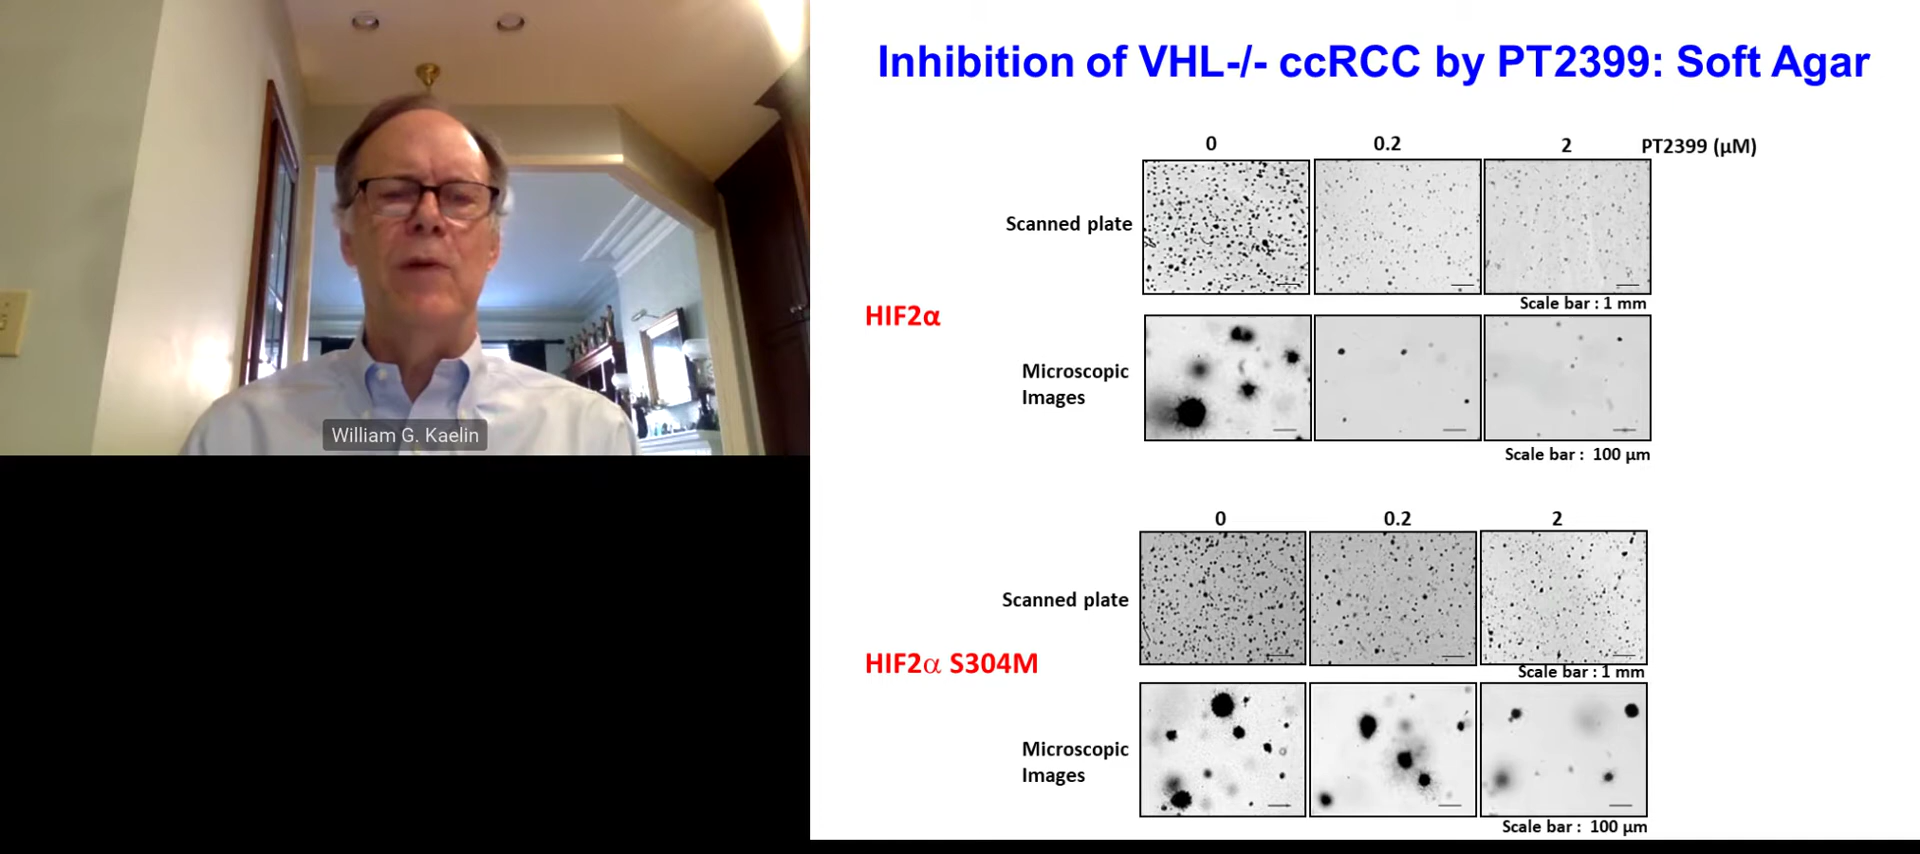 William G. Kaelin
Inhibition of VHL-/- ccRCC by PT2399: Soft Agar
0 0.2 2 PT2399 (µM)
Scanned plate
Scale bar : 1 mm
HIF2α
Microscopic
Images
Scale bar : 100 µm
0 0.2 2
Scanned plate
HIF2α S304M
Scale bar : 1 mm
Microscopic
Images
Scale bar : 100 µm